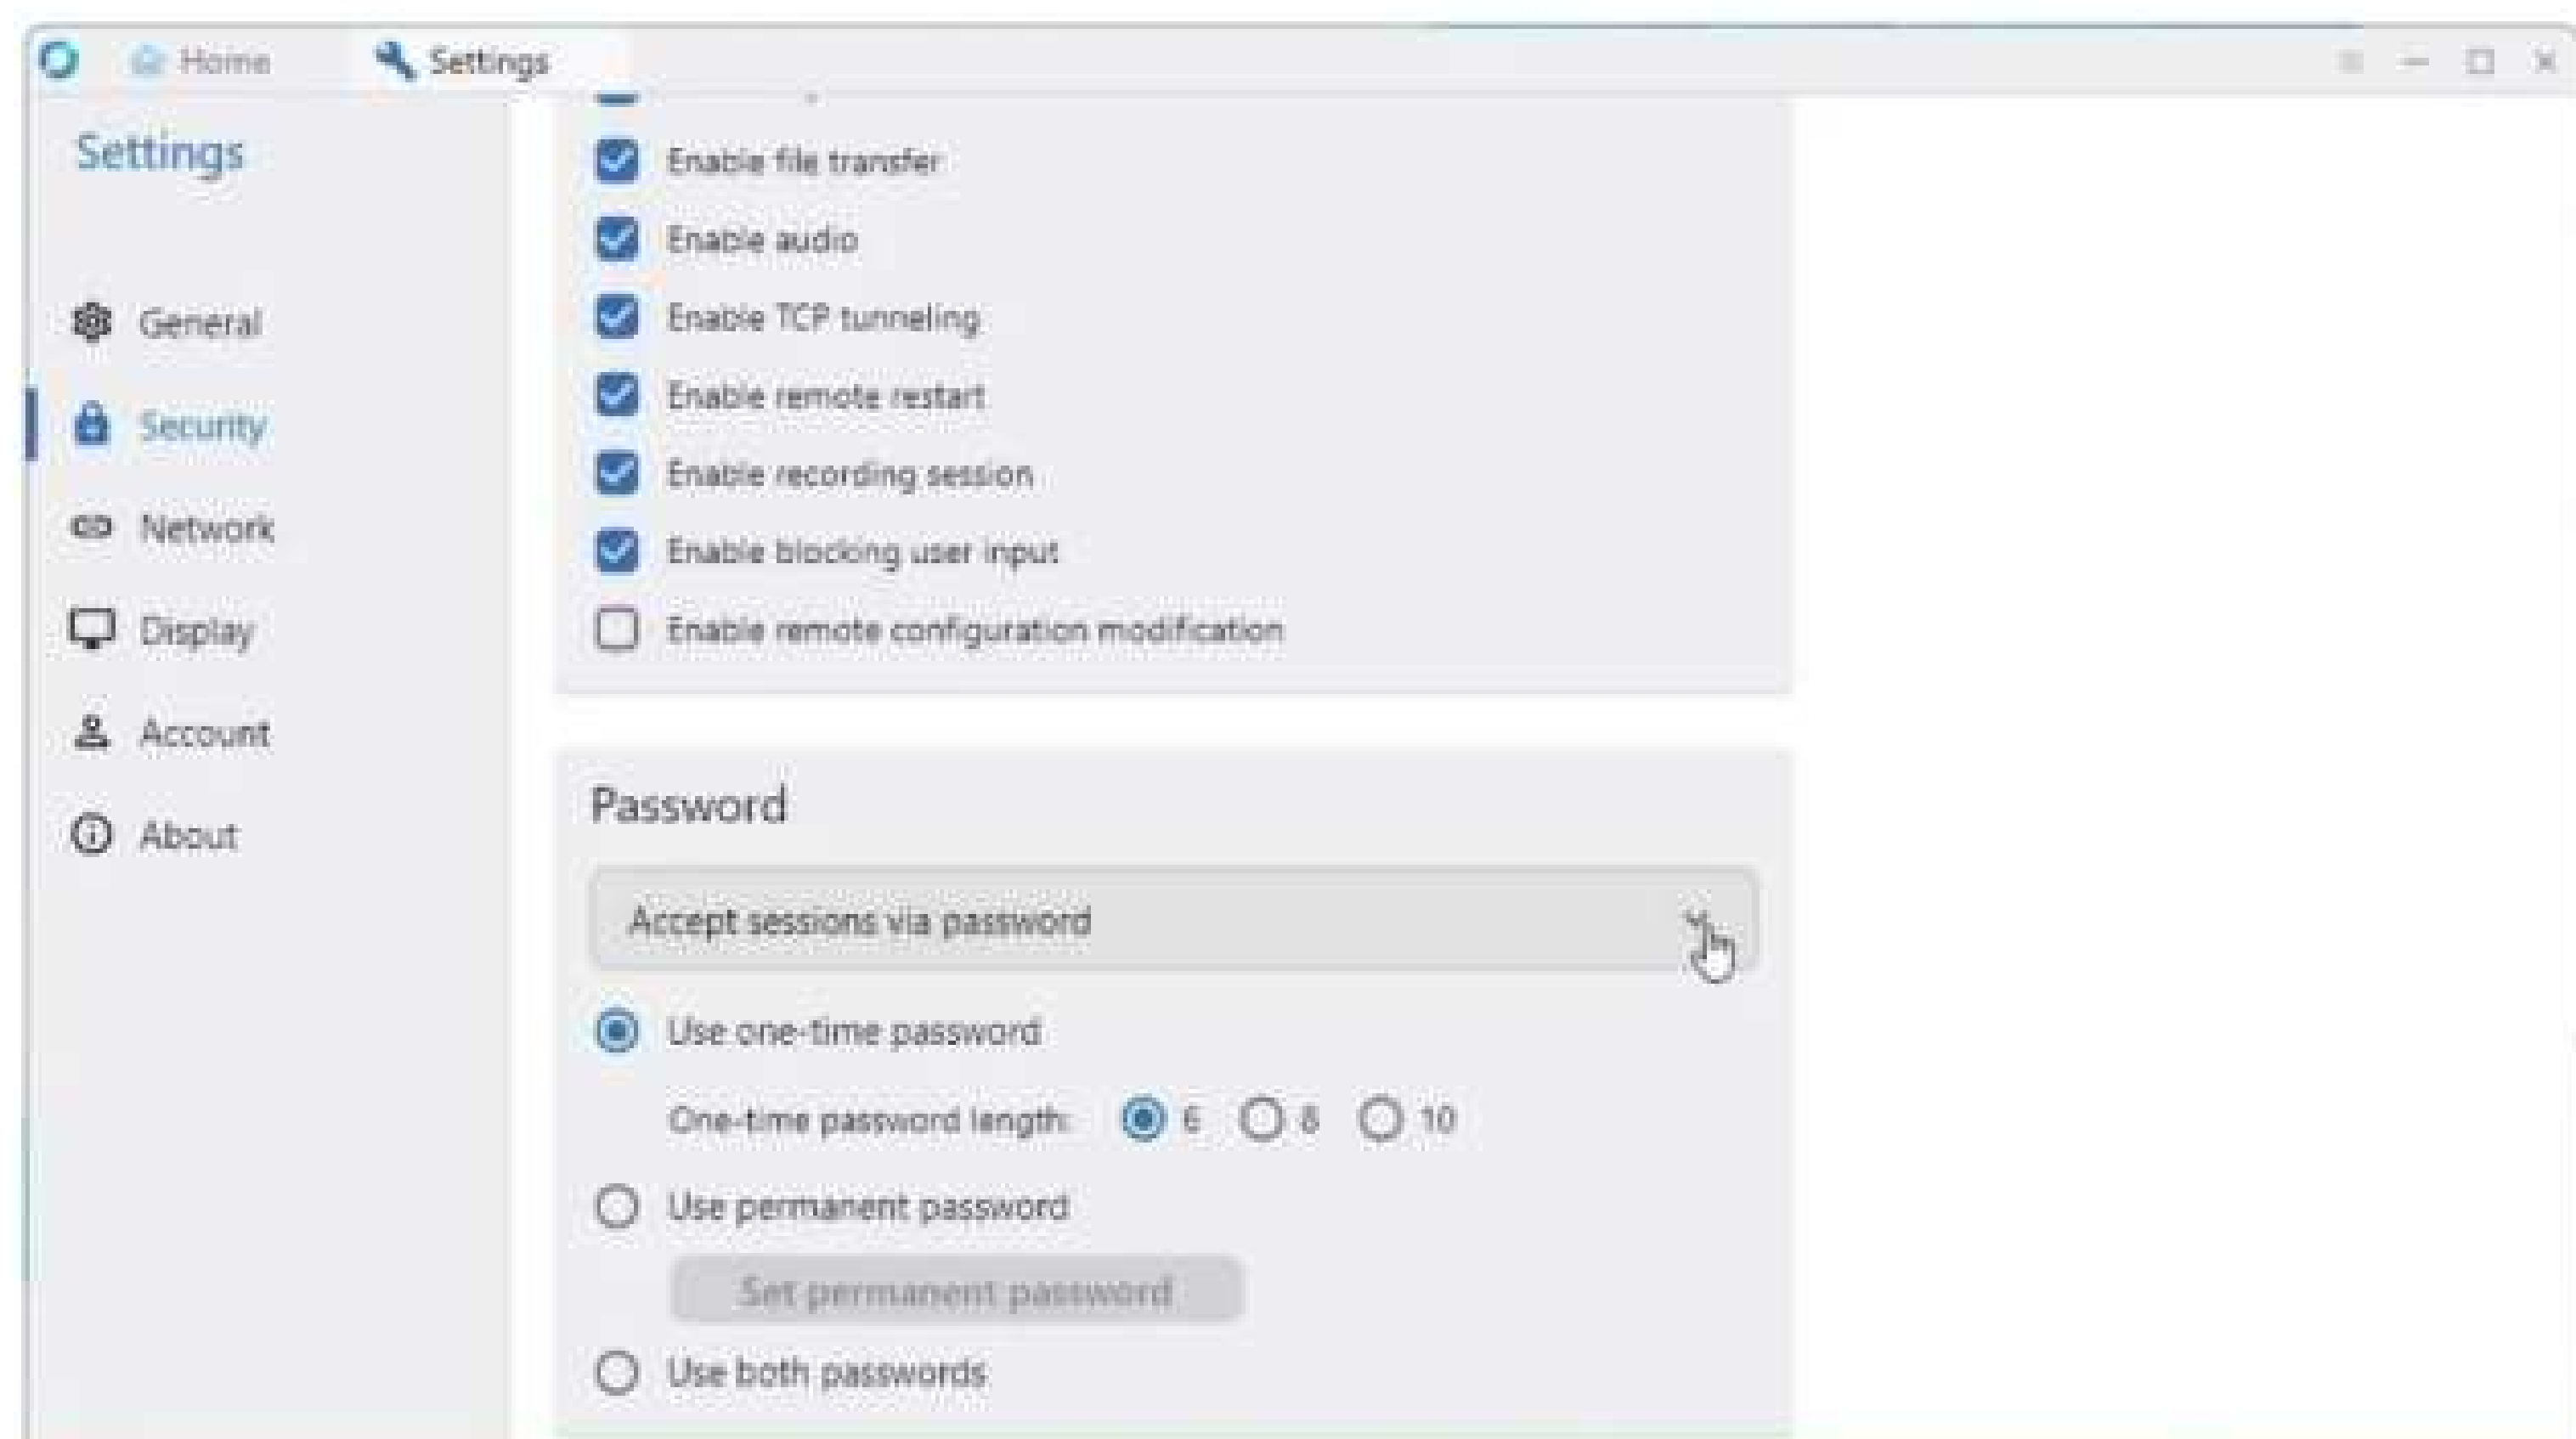 Home
Settings
Settings
General
Security
Network
Display
Account
About
Enable file transfer
Enable audio
Enable TCP tunneling
Enable remote restart
Enable recording session
Enable blocking user input
Enable remote configuration modification
Password
Accept sessions via password
Use one-time password
One-time password length: 6 8 10
Use permanent password
Set permanent password
Use both passwords